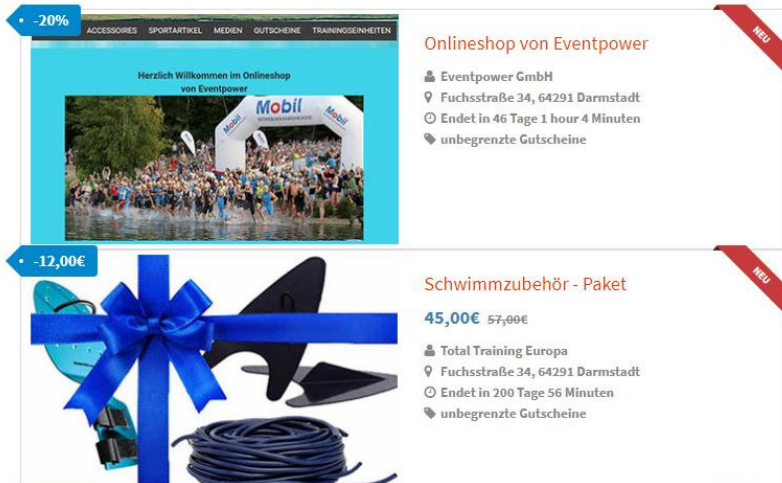 -20%
ACCESSOIRES SPORTARTIKEL MEDIEN GUTSCHEINE TRAININGSEINHEITEN
Herzlich Willkommen im Onlineshop
von Eventpower
Mobil
Mobil
Mobil
Onlineshop von Eventpower
NEU
Eventpower GmbH
Fuchsstraße 34, 64291 Darmstadt
Endet in 46 Tage 1 hour 4 Minuten
unbegrenzte Gutscheine
-12,00€
Schwimmzubehör - Paket
NEU
45,00€ 57,00€
Total Training Europa
Fuchsstraße 34, 64291 Darmstadt
Endet in 200 Tage 56 Minuten
unbegrenzte Gutscheine